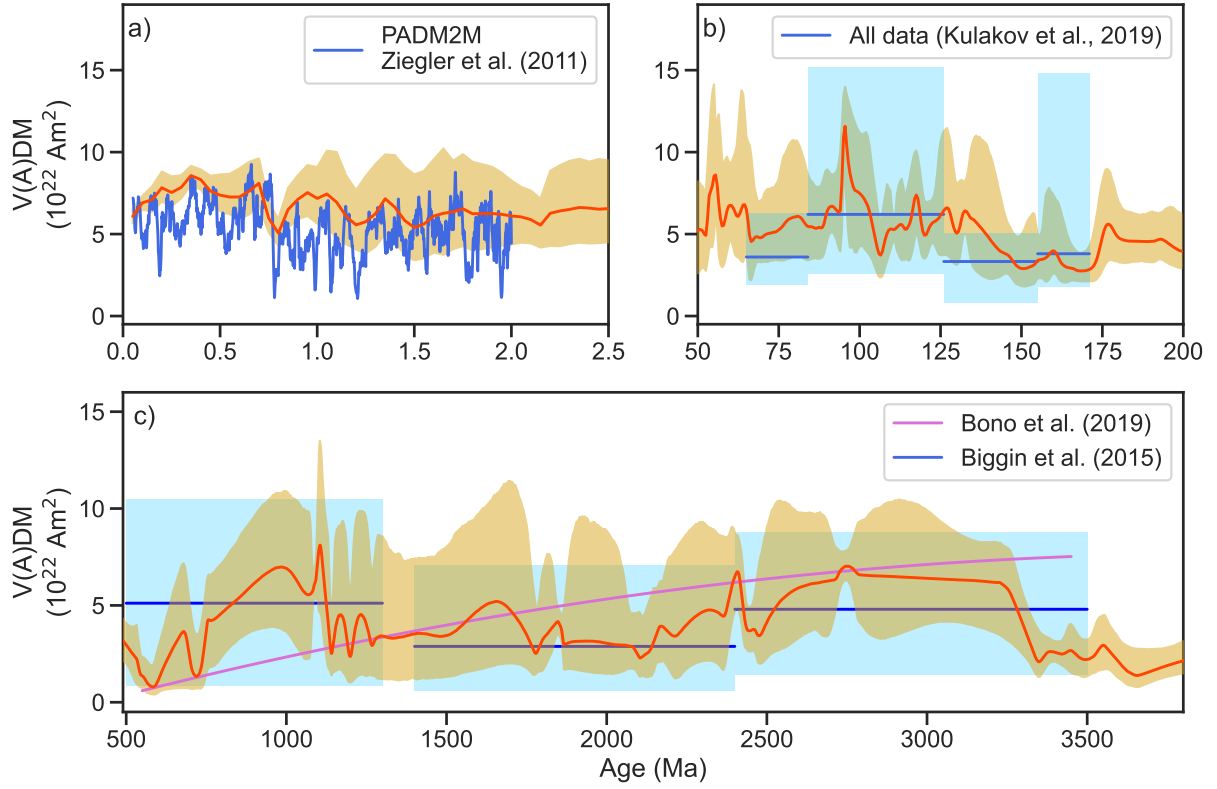 a)
PADM2M
Ziegler et al. (2011)
V(A)DM
(10²² Am²)
15
10
5
0
0.0 0.5 1.0 1.5 2.0 2.5
b)
All data (Kulakov et al., 2019)
15
10
5
0
50 75 100 125 150 175 200
c)
Bono et al. (2019)
Biggin et al. (2015)
V(A)DM
(10²² Am²)
15
10
5
0
500 1000 1500 2000 2500 3000 3500
Age (Ma)